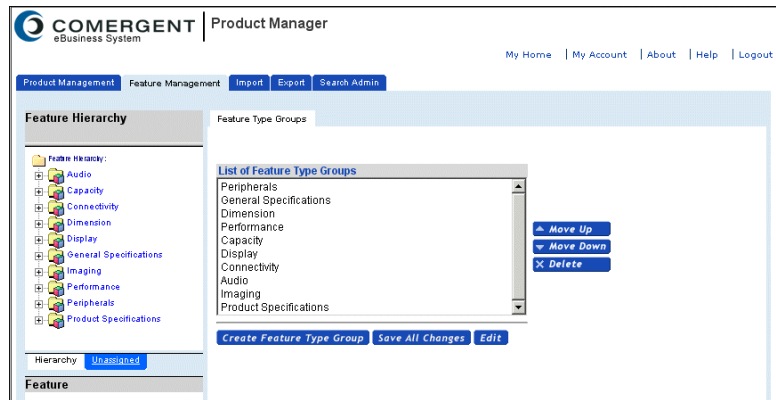 COMERGENT
eBusiness System
Product Manager
My Home | My Account | About | Help | Logout
Product Management Feature Management Import Export Search Admin
Feature Hierarchy
Feature Type Groups
Feature Hierarchy:
Audio
Capacity
Connectivity
Dimension
Display
General Specifications
Imaging
Performance
Peripherals
Product Specifications
List of Feature Type Groups
Peripherals
General Specifications
Dimension
Performance
Capacity
Display
Connectivity
Audio
Imaging
Product Specifications
Move Up
Move Down
Delete
Create Feature Type Group Save All Changes Edit
Hierarchy Unassigned
Feature